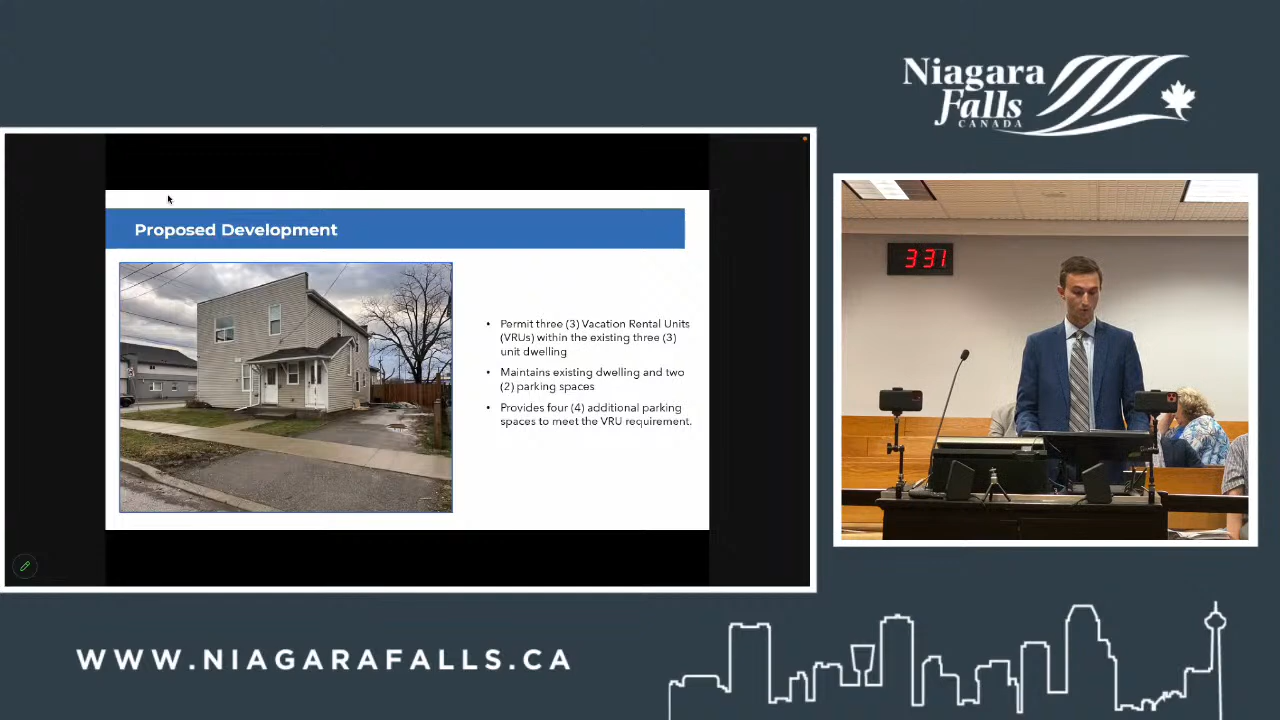 Niagara
Falls
CANADA
Proposed Development
• Permit three (3) Vacation Rental Units
(VRUs) within the existing three (3)
unit dwelling
• Maintains existing dwelling and two
(2) parking spaces
• Provides four (4) additional parking
spaces to meet the VRU requirement.
331
WWW.NIAGARAFALLS.CA